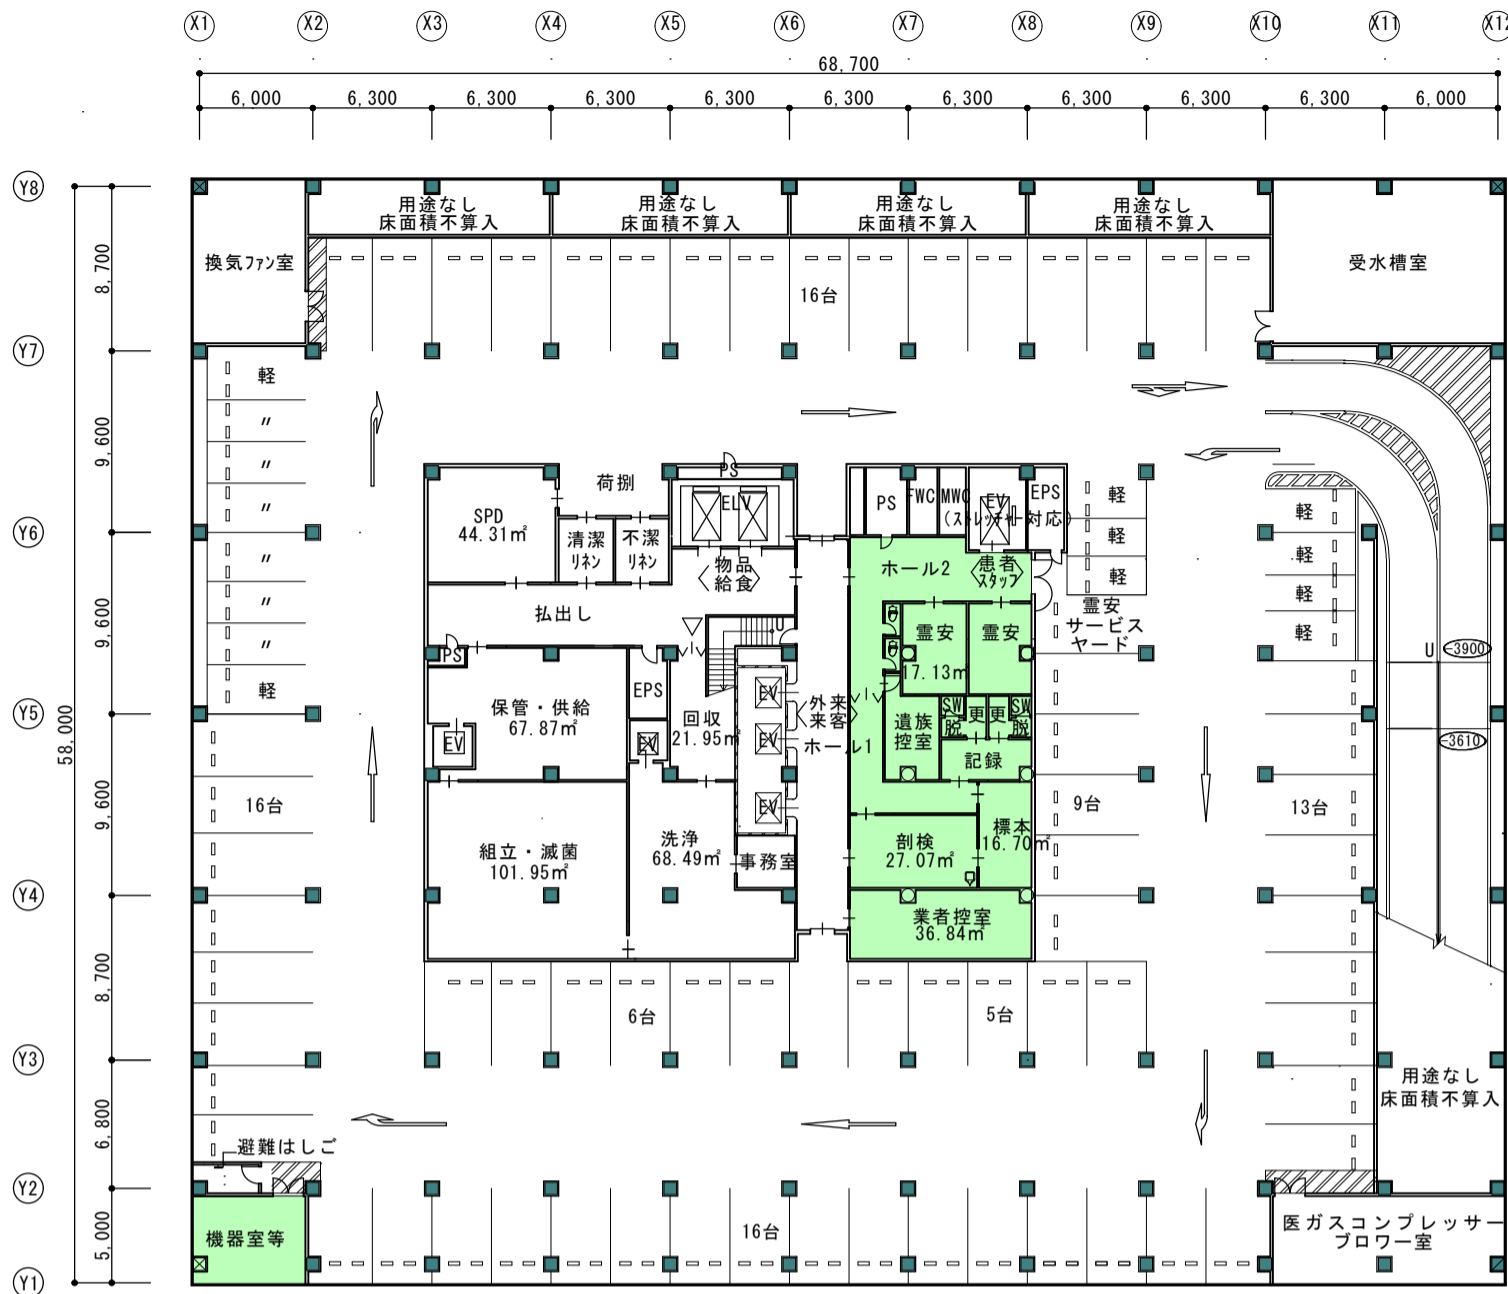 X1 X2 X3 X4 X5 X6 X7 X8 X9 X10 X11 X12
68,700
6,000 6,300 6,300 6,300 6,300 6,300 6,300 6,300 6,300 6,300 6,000
Y8
Y7
Y6
Y5
Y4
Y3
Y2
Y1
58,000
8,700
9,600
9,600
9,600
8,700
6,800
5,000
換気ファン室
用途なし
床面積不算入
用途なし
床面積不算入
用途なし
床面積不算入
用途なし
床面積不算入
受水槽室
16台
軽
〃
〃
〃
〃
〃
〃
軽
SPD
44.31㎡
荷捌
清潔
リネン
不潔
リネン
PS
ELV
物品
給食
払出し
PS
EPS
U
保管・供給
67.87㎡
EV
EV
回収
21.95㎡
EV
EV
EV
組立・滅菌
101.95㎡
洗浄
68.49㎡
事務室
外来
来客
ホール1
PS
FWC
MWC
EV
(ストレッチャー対応)
EPS
ホール2
患者
スタッフ
霊安
17.13㎡
霊安
霊安
サービス
ヤード
遺族
控室
SW
脱
更
更
SW
脱
記録
剖検
27.07㎡
標本
16.70㎡
業者控室
36.84㎡
軽
軽
軽
軽
軽
軽
軽
U
-3900
-3610
16台
9台
13台
6台
5台
用途なし
床面積不算入
避難はしご
機器室等
16台
医ガスコンプレッサー
ブロワー室